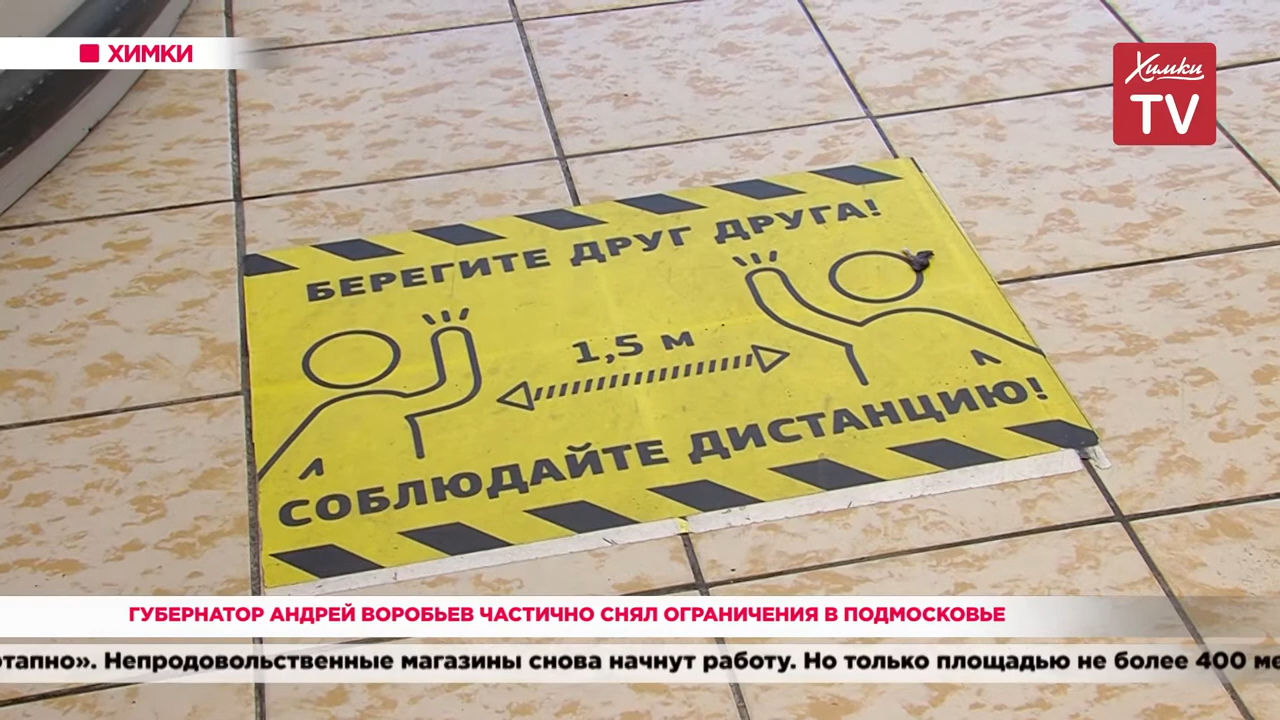 ХИМКИ
Химки
TV
БЕРЕГИТЕ ДРУГ ДРУГА!
1,5 м
СОБЛЮДАЙТЕ ДИСТАНЦИЮ!
ГУБЕРНАТОР АНДРЕЙ ВОРОБЬЕВ ЧАСТИЧНО СНЯЛ ОГРАНИЧЕНИЯ В ПОДМОСКОВЬЕ
этапно». Непродовольственные магазины снова начнут работу. Но только площадью не более 400 ме